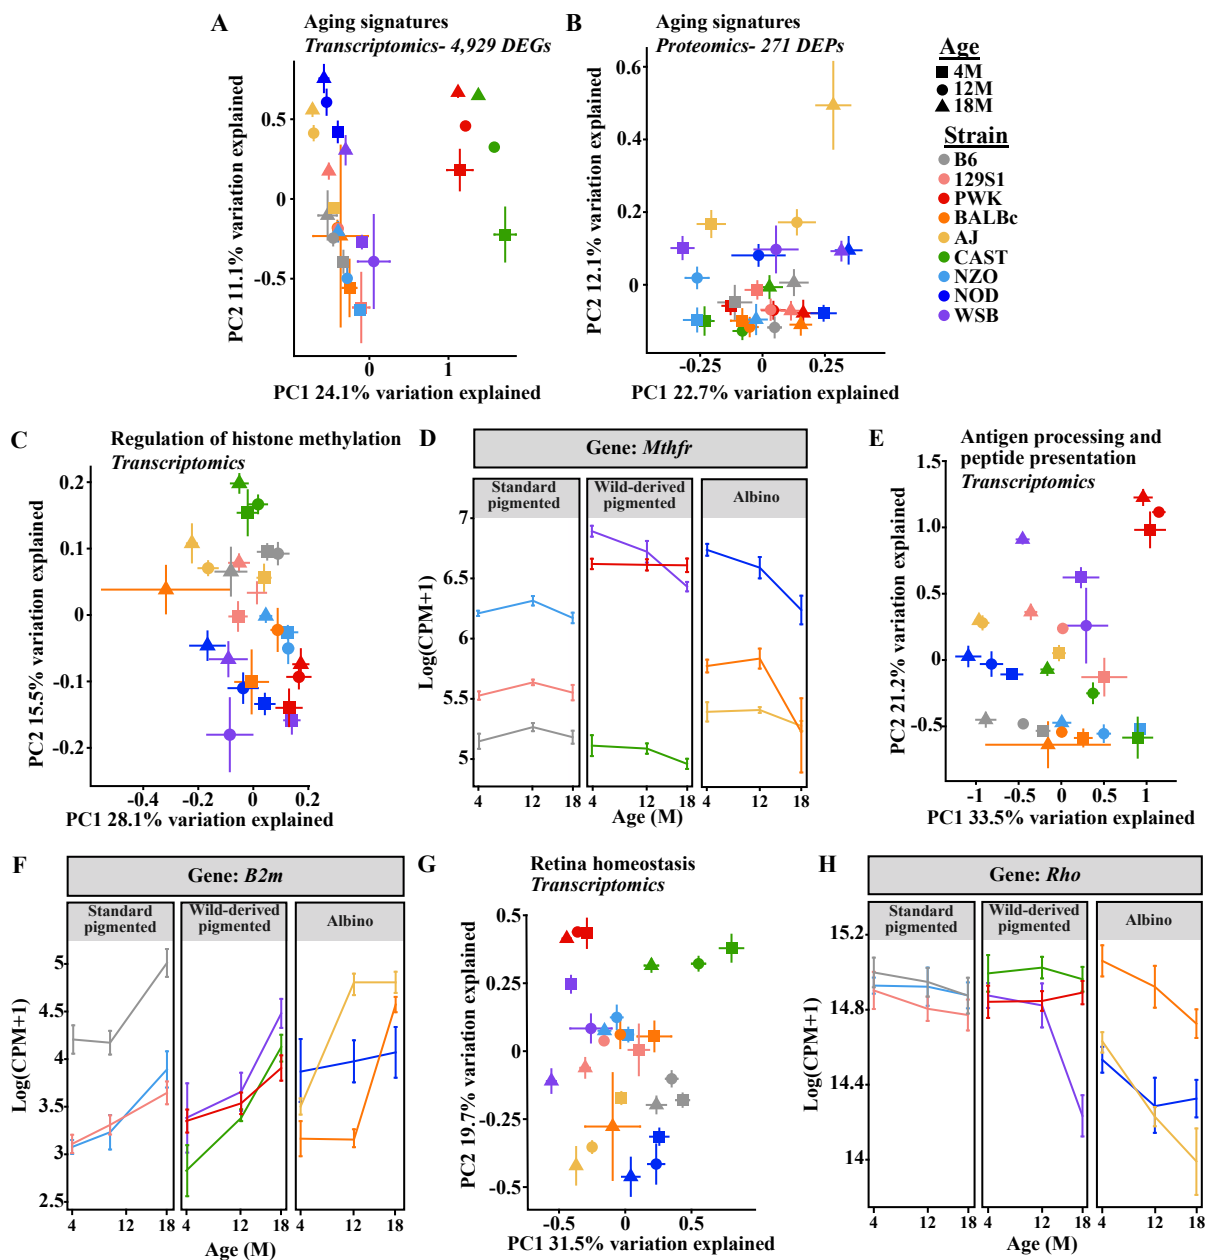 A
Aging signatures
Transcriptomics- 4,929 DEGs
PC2 11.1% variation explained
0.5
0
-0.5
0
1
PC1 24.1% variation explained
B
Aging signatures
Proteomics- 271 DEPs
PC2 12.1% variation explained
0.6
0.4
0.2
0
-0.25
0
0.25
PC1 22.7% variation explained
Age
4M
12M
18M
Strain
B6
129S1
PWK
BALBc
AJ
CAST
NZO
NOD
WSB
C
Regulation of histone methylation
Transcriptomics
PC2 15.5% variation explained
0.2
0.1
0
-0.1
-0.2
-0.4
-0.2
0
0.2
PC1 28.1% variation explained
D
Gene: Mthfr
Standard
pigmented
Wild-derived
pigmented
Albino
Log(CPM+1)
7
6.5
6
5.5
5
4
12
18
4
12
18
4
12
18
Age (M)
E
Antigen processing and
peptide presentation
Transcriptomics
PC2 21.2% variation explained
1.5
1.0
0.5
0
-0.5
-1
-0.5
0
0.5
1
PC1 33.5% variation explained
F
Gene: B2m
Standard
pigmented
Wild-derived
pigmented
Albino
Log(CPM+1)
5
4.5
4
3.5
3
2.5
4
12
18
4
12
18
4
12
18
Age (M)
G
Retina homeostasis
Transcriptomics
PC2 19.7% variation explained
0.5
0.25
0
-0.25
-0.5
-0.5
0
0.5
PC1 31.5% variation explained
H
Gene: Rho
Standard
pigmented
Wild-derived
pigmented
Albino
Log(CPM+1)
15.2
14.8
14.4
14
4
12
18
4
12
18
4
12
18
Age (M)